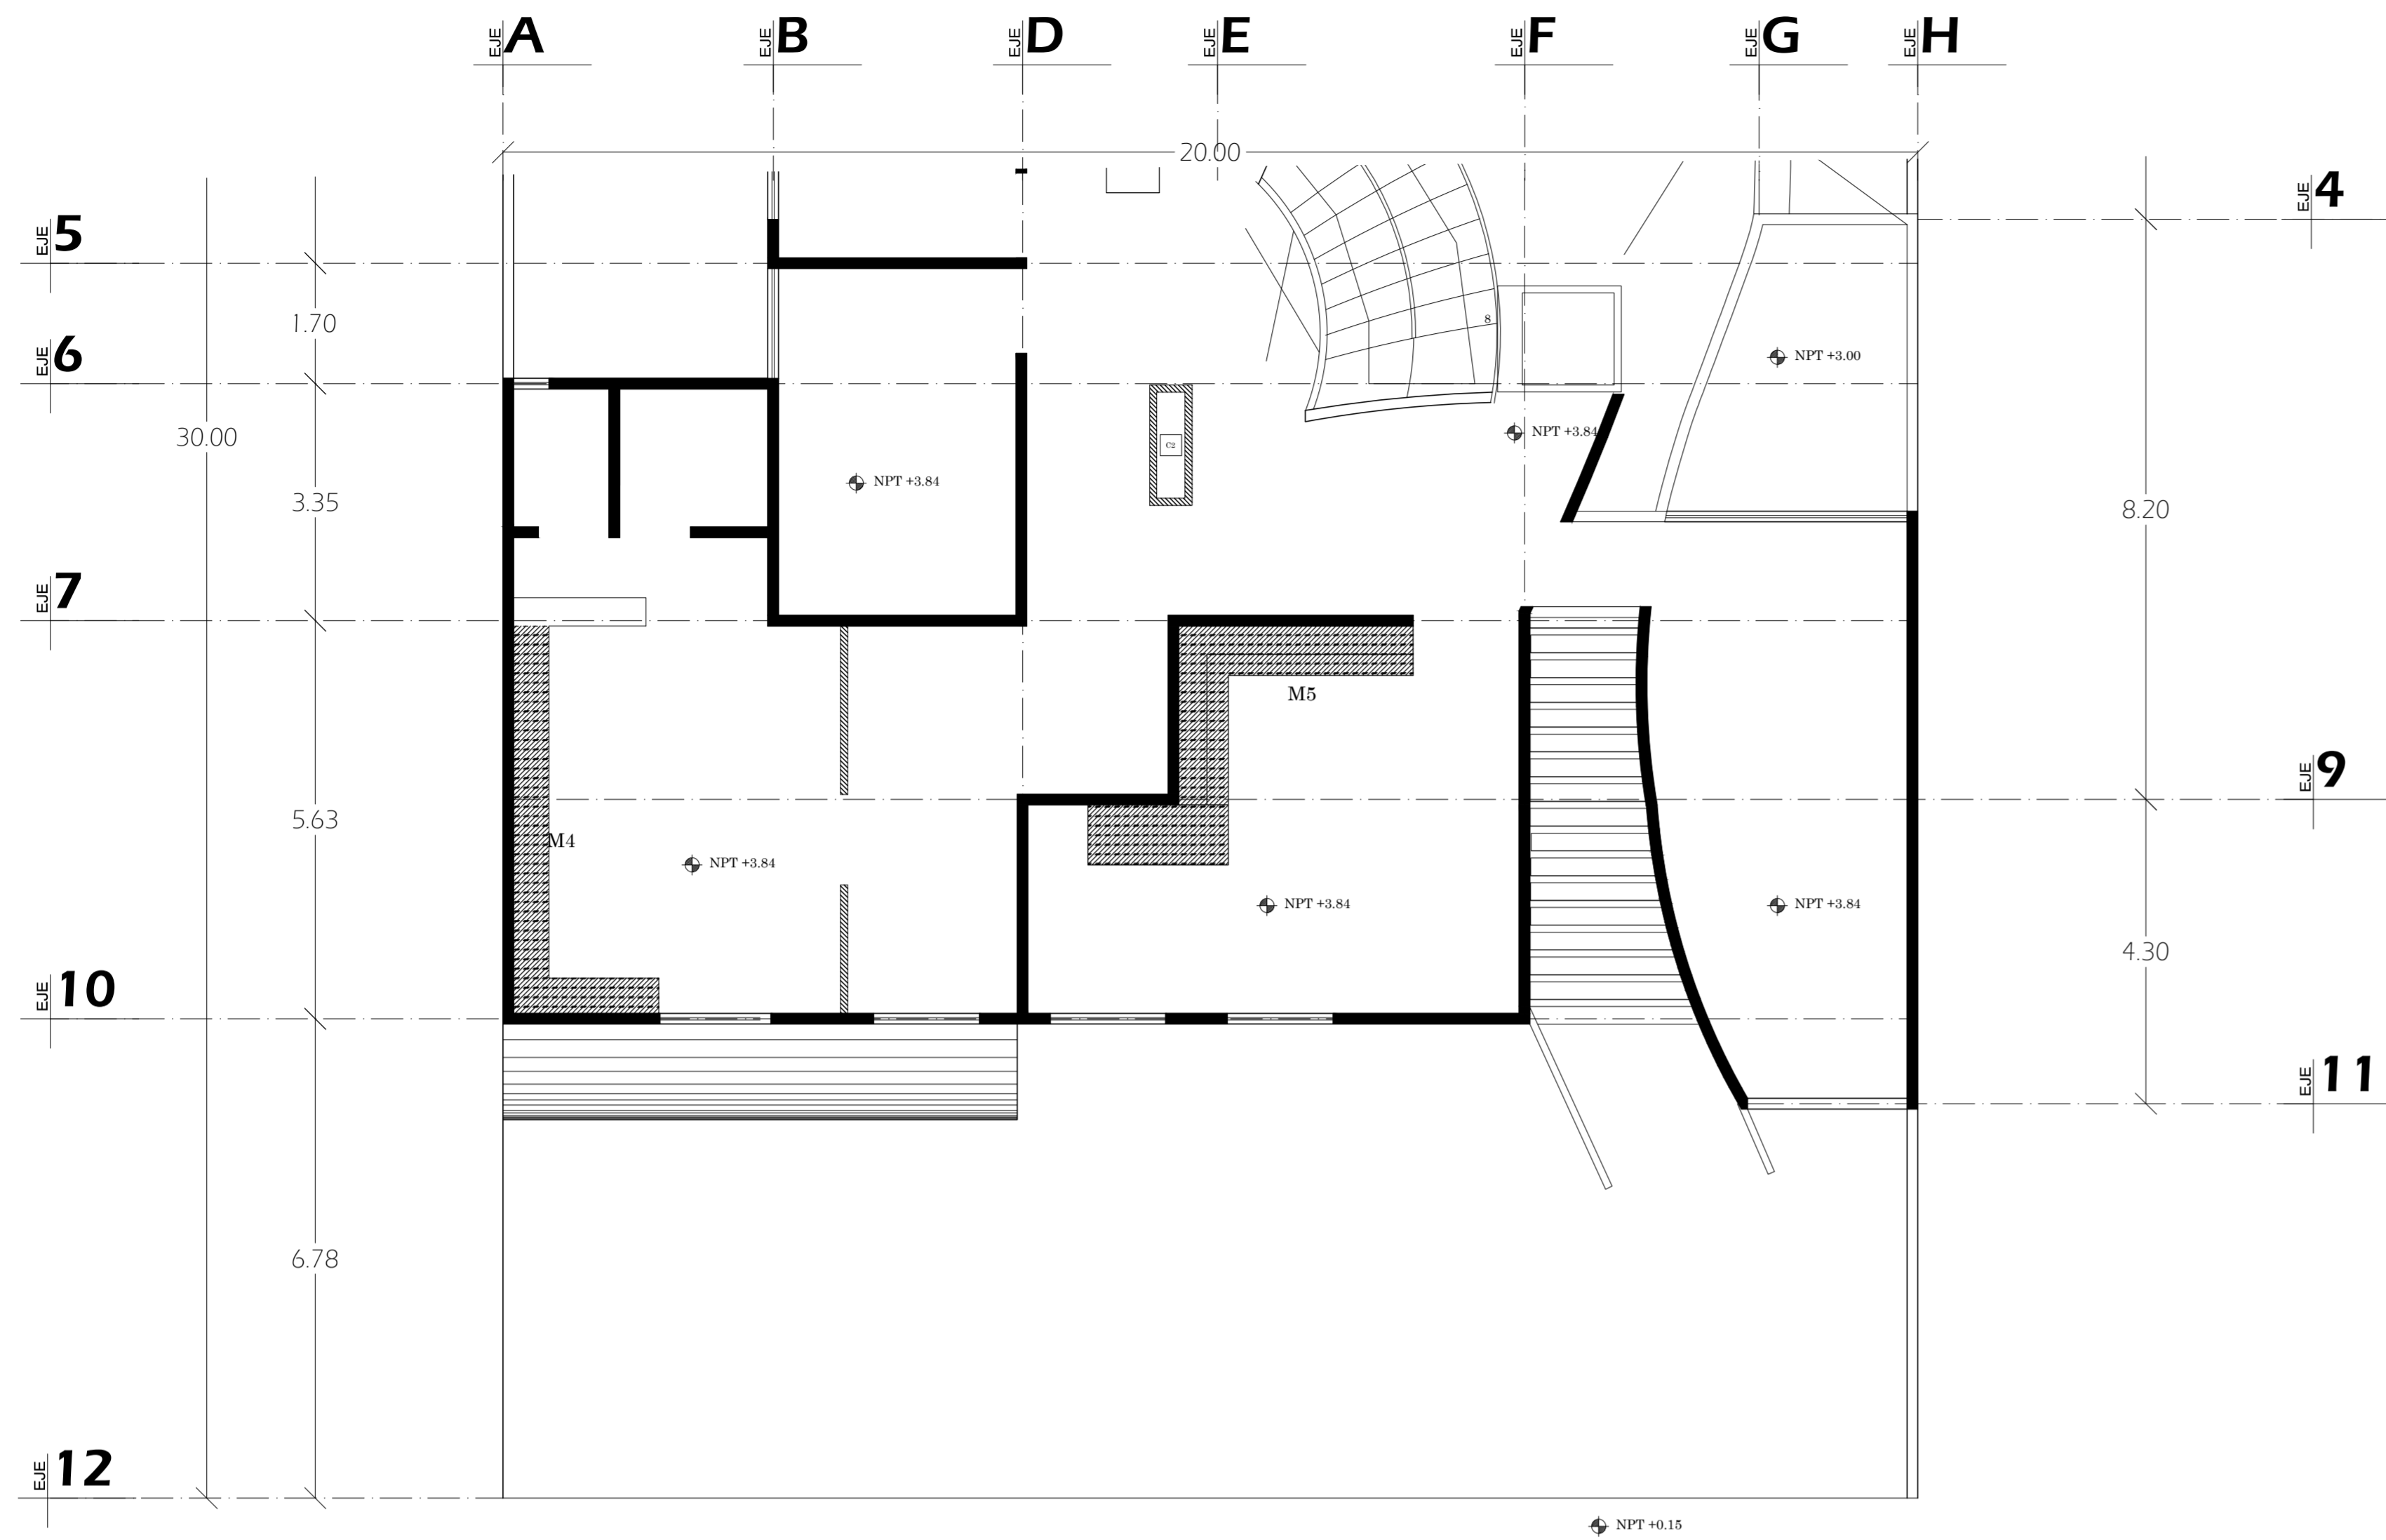 EJE A
EJE B
EJE D
EJE E
EJE F
EJE G
EJE H
20.00
EJE 4
EJE 5
1.70
8
EJE 6
NPT +3.00
30.00
NPT +3.84
C2
NPT +3.84
3.35
8.20
EJE 7
M5
EJE 9
5.63
M4
NPT +3.84
NPT +3.84
NPT +3.84
4.30
EJE 10
EJE 11
6.78
EJE 12
NPT +0.15